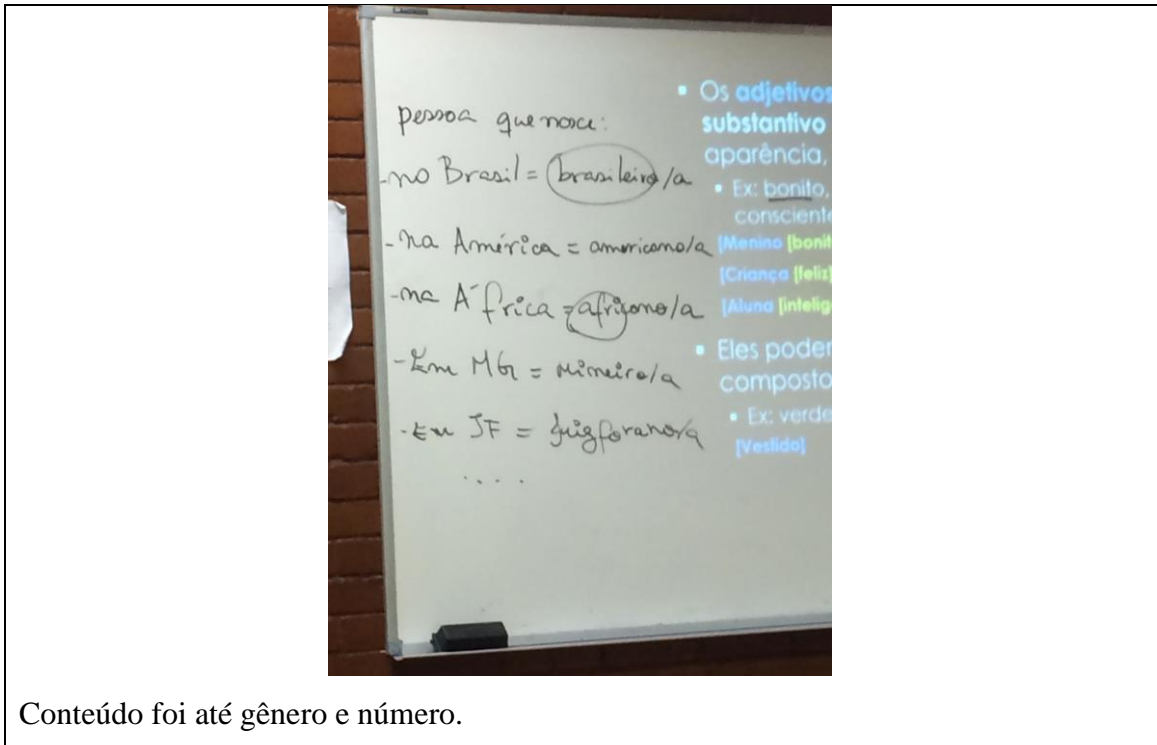 pessoa que nasce:
-no Brasil = brasileiro/a
-na América = americano/a
-na África = africano/a
-Em MG = mineiro/a
-Em JF = juizforano/a
....
▪ Os adjetivos
substantivo
aparência,
▪ Ex: bonito,
consciente
[Menino [bonit
[Criança [feliz]
[Aluna [intelig
▪ Eles poder
composto
▪ Ex: verde
[Vestido]
Conteúdo foi até gênero e número.